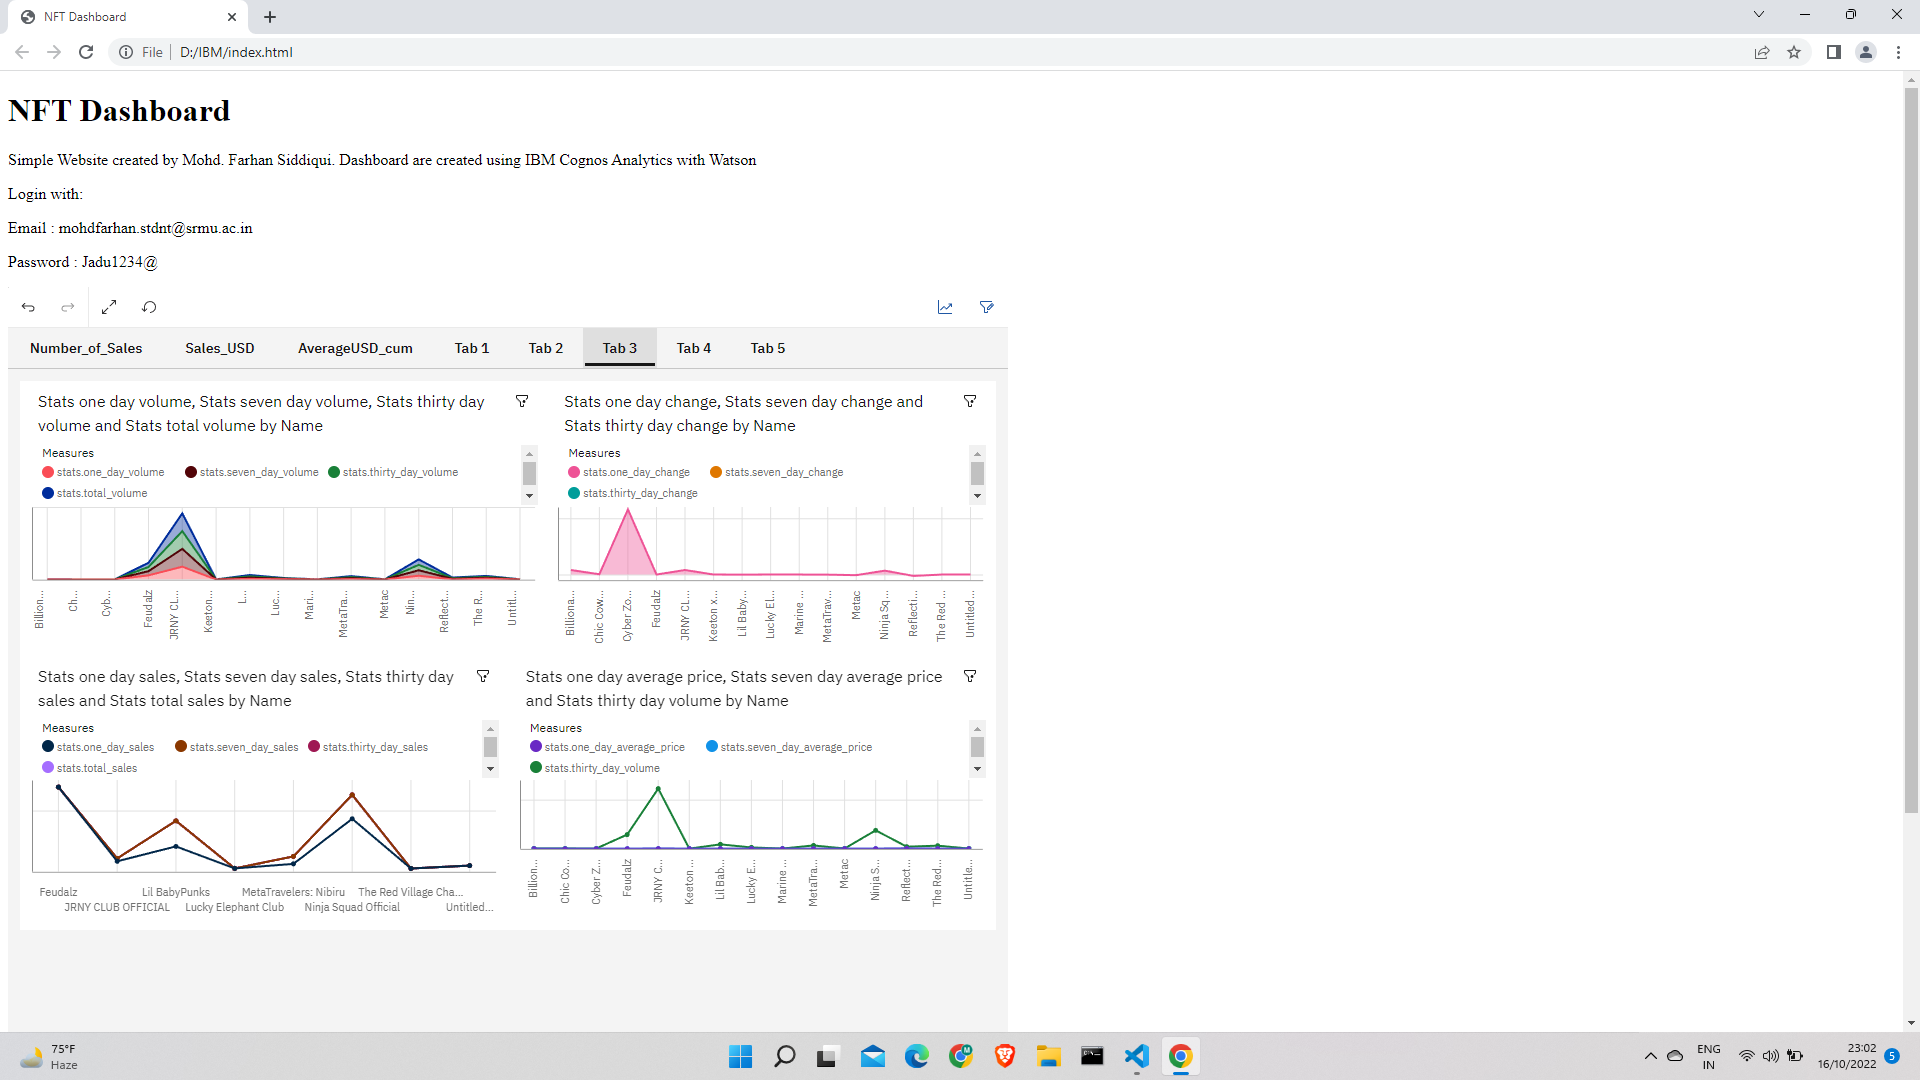 NFT Dashboard
File
D:/IBM/index.html
NFT Dashboard
Simple Website created by Mohd. Farhan Siddiqui. Dashboard are created using IBM Cognos Analytics with Watson
Login with:
Email : mohdfarhan.stdnt@srmu.ac.in
Password : Jadu1234@
Number_of_Sales Sales_USD AverageUSD_cum Tab 1 Tab 2 Tab 3 Tab 4 Tab 5
Stats one day volume, Stats seven day volume, Stats thirty day
volume and Stats total volume by Name
Measures
stats.one_day_volume stats.seven_day_volume stats.thirty_day_volume
stats.total_volume
Billion... Ch... Cyb... Feudalz JRNY CL... Keeton... L... Luc... Mari... MetaTra... Metac Nin... Reflect... The R... Untitl...
Stats one day change, Stats seven day change and
Stats thirty day change by Name
Measures
stats.one_day_change stats.seven_day_change
stats.thirty_day_change
Billiona... Chic Cow... Cyber Zo... Feudalz JRNY CL... Keeton x... Lil Baby... Lucky El... Marine ... MetaTrav... Metac Ninja Sq... Reflecti... The Red ... Untitled...
Stats one day sales, Stats seven day sales, Stats thirty day
sales and Stats total sales by Name
Measures
stats.one_day_sales stats.seven_day_sales stats.thirty_day_sales
stats.total_sales
Feudalz Lil BabyPunks MetaTravelers: Nibiru The Red Village Cha...
JRNY CLUB OFFICIAL Lucky Elephant Club Ninja Squad Official Untitled...
Stats one day average price, Stats seven day average price
and Stats thirty day volume by Name
Measures
stats.one_day_average_price stats.seven_day_average_price
stats.thirty_day_volume
Billion... Chic Co... Cyber Z... Feudalz JRNY C... Keeton ... Lil Bab... Lucky E... Marine ... MetaTra... Metac Ninja S... Reflect... The Red... Untitle...
75°F
Haze
ENG
IN
23:02
16/10/2022
5